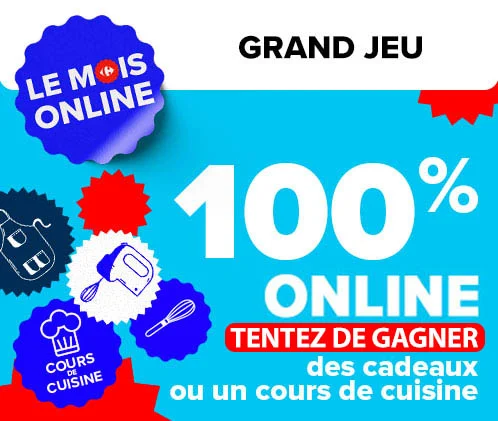 GRAND JEU
LE MOIS
ONLINE
100%
ONLINE
TENTEZ DE GAGNER
des cadeaux
ou un cours de cuisine
COURS
DE
CUISINE